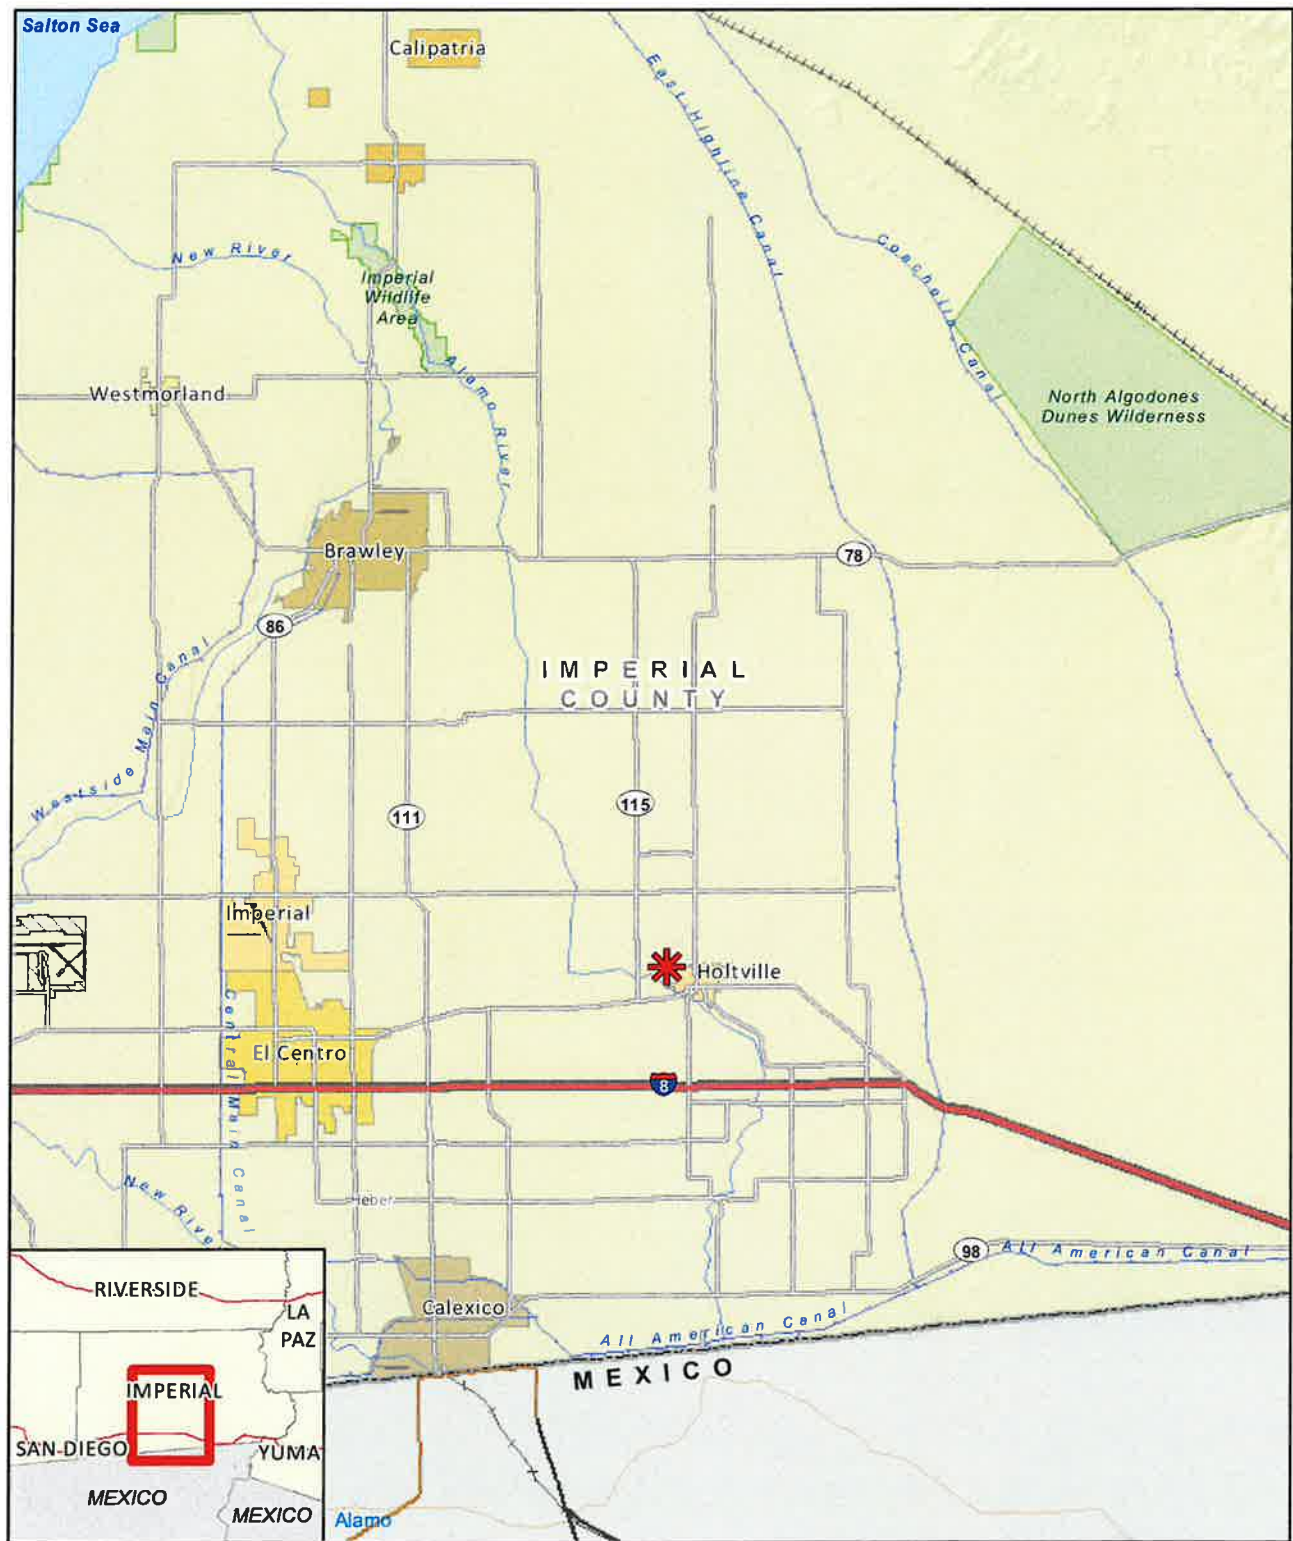 Salton Sea
Calipatria
East Highline Canal
New River
Coachella Canal
Imperial
Wildlife
Area
Alamo River
Westmorland
North Algodones
Dunes Wilderness
Brawley
78
86
IMPERIAL
COUNTY
Westside Main Canal
111
115
Imperial
Holtville
Central Main Canal
El Centro
8
New Rive
Heber
98
All American Canal
RIVERSIDE
LA
PAZ
Calexico
All American Canal
MEXICO
IMPERIAL
SAN DIEGO
YUMA
MEXICO
MEXICO
Alamo